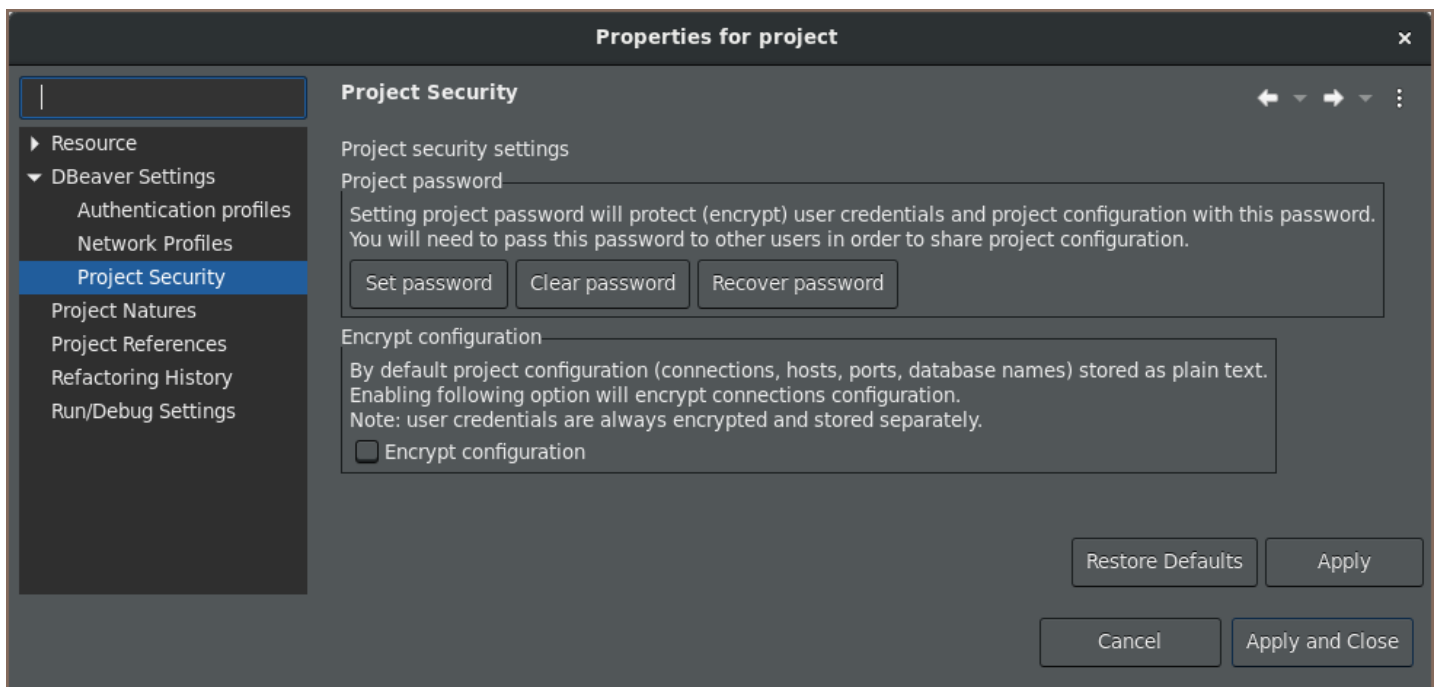 Properties for project
Project Security
Resource
DBeaver Settings
Authentication profiles
Network Profiles
Project Security
Project Natures
Project References
Refactoring History
Run/Debug Settings
Project security settings
Project password
Setting project password will protect (encrypt) user credentials and project configuration with this password.
You will need to pass this password to other users in order to share project configuration.
Set password
Clear password
Recover password
Encrypt configuration
By default project configuration (connections, hosts, ports, database names) stored as plain text.
Enabling following option will encrypt connections configuration.
Note: user credentials are always encrypted and stored separately.
Encrypt configuration
Restore Defaults
Apply
Cancel
Apply and Close